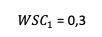 WSC₁ = 0,3